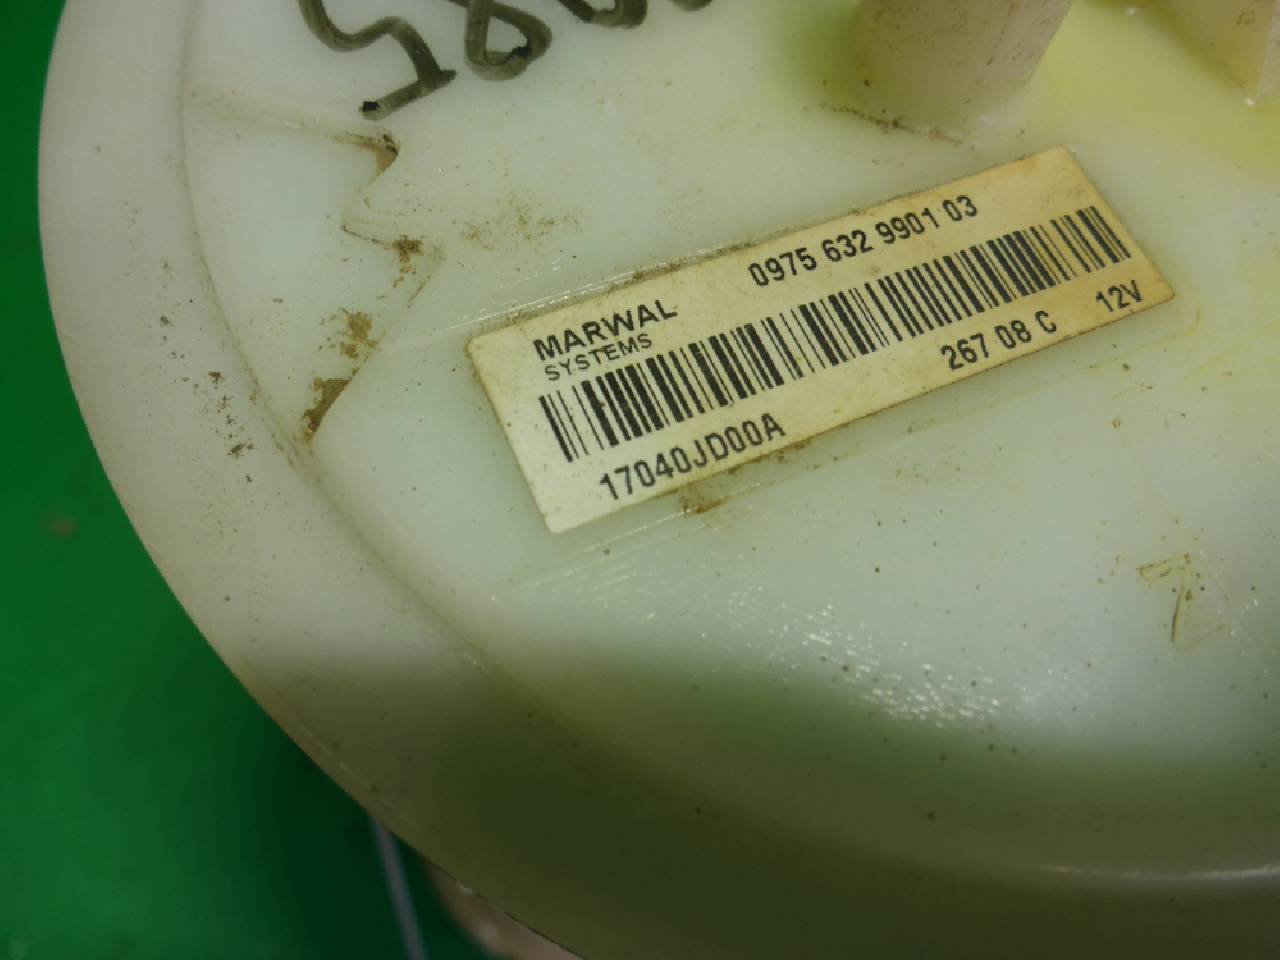 0975 632 9901 03
MARWAL
SYSTEMS
267 08 C 12V
17040JD00A